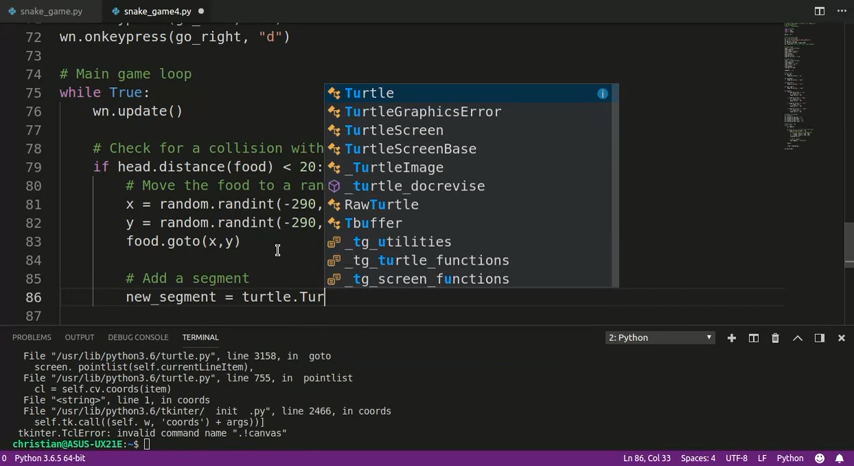 snake_game.py snake_game4.py
72 wn.onkeypress(go_right, "d")
73
74 # Main game loop
75 while True:
76 wn.update()
77
78 # Check for a collision with
79 if head.distance(food) < 20:
80 # Move the food to a ran
81 x = random.randint(-290,
82 y = random.randint(-290,
83 food.goto(x,y)
84
85 # Add a segment
86 new_segment = turtle.Tur
87
Turtle
TurtleGraphicsError
TurtleScreen
TurtleScreenBase
_TurtleImage
_turtle_docrevise
RawTurtle
Tbuffer
_tg_utilities
_tg_turtle_functions
_tg_screen_functions
PROBLEMS OUTPUT DEBUG CONSOLE TERMINAL 2: Python
File "/usr/lib/python3.6/turtle.py", line 3158, in goto
screen. pointlist(self.currentLineItem),
File "/usr/lib/python3.6/turtle.py", line 755, in pointlist
cl = self.cv.coords(item)
File "<string>", line 1, in coords
File "/usr/lib/python3.6/tkinter/ init .py", line 2466, in coords
self.tk.call((self. w, 'coords') + args))]
tkinter.TclError: invalid command name ".!canvas"
christian@ASUS-UX21E:~$
0 Python 3.6.5 64-bit Ln 86, Col 33 Spaces: 4 UTF-8 LF Python